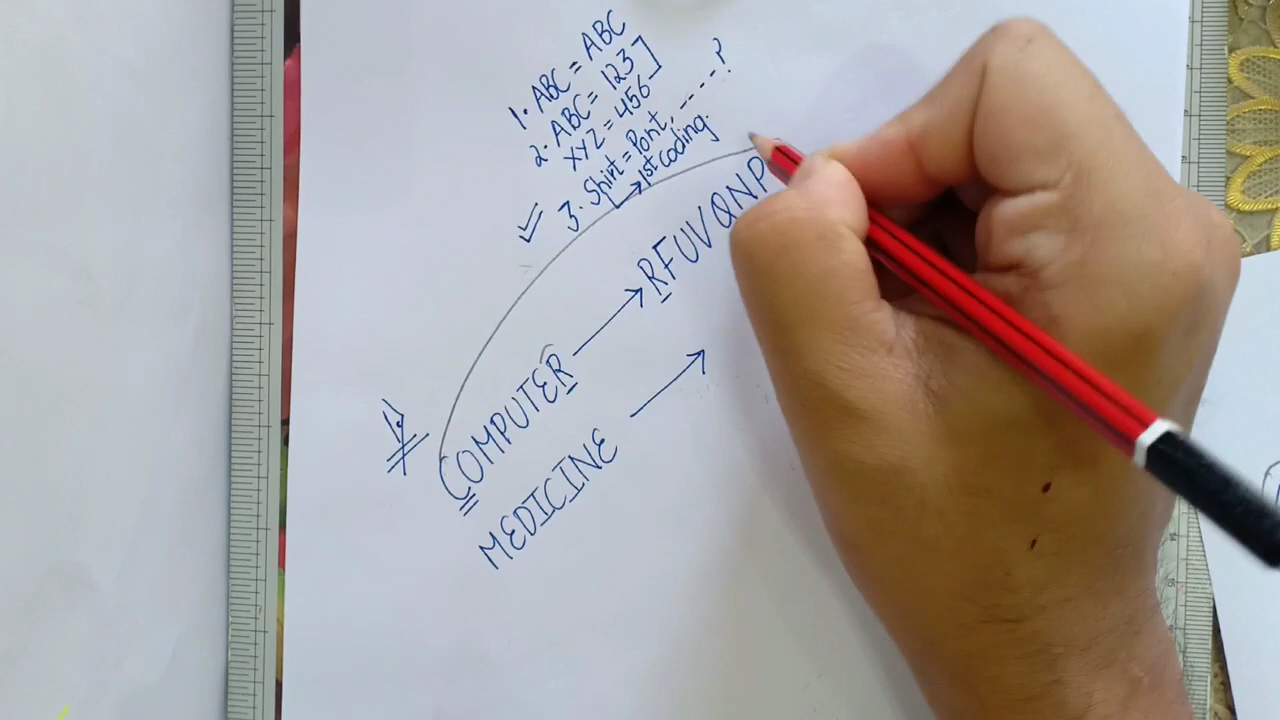 1. ABC = ABC
2. ABC = 123]
XYZ = 456
3. Shirt = Pant, ----?
→ 1st coding.
COMPUTER → RFUVQNP
MEDICINE →